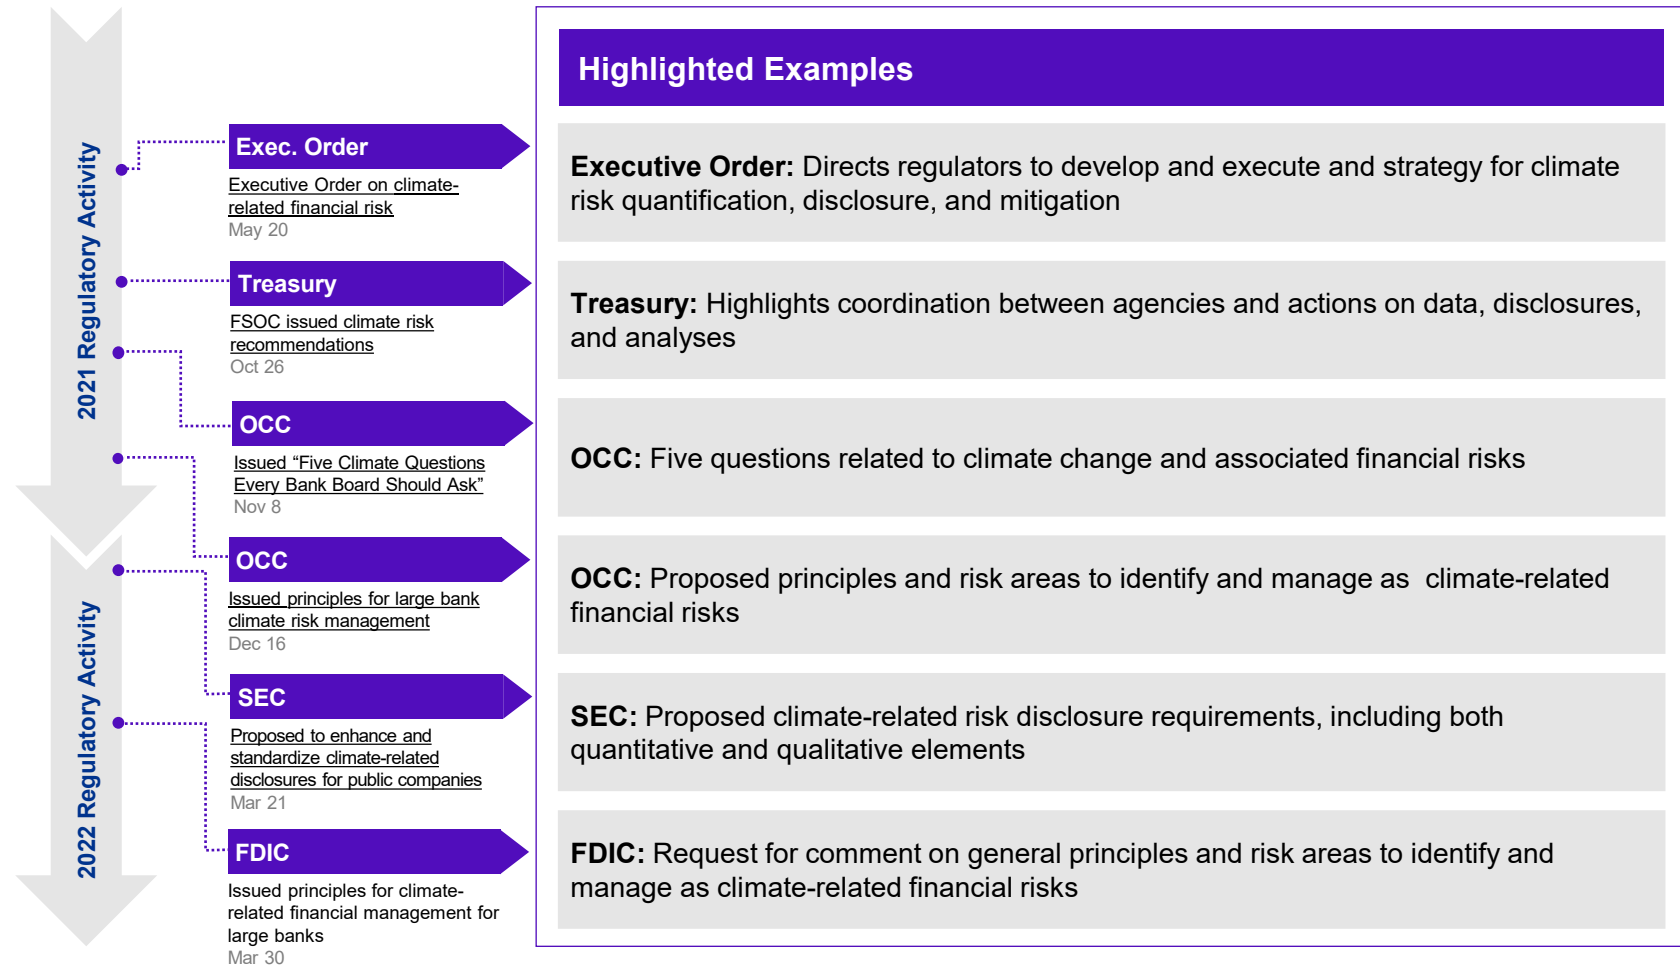 Highlighted Examples
2021 Regulatory Activity
Exec. Order
Executive Order on climate-
related financial risk
May 20
Executive Order: Directs regulators to develop and execute and strategy for climate
risk quantification, disclosure, and mitigation
Treasury
FSOC issued climate risk
recommendations
Oct 26
Treasury: Highlights coordination between agencies and actions on data, disclosures,
and analyses
OCC
Issued “Five Climate Questions
Every Bank Board Should Ask”
Nov 8
OCC: Five questions related to climate change and associated financial risks
OCC
Issued principles for large bank
climate risk management
Dec 16
OCC: Proposed principles and risk areas to identify and manage as  climate-related
financial risks
2022 Regulatory Activity
SEC
Proposed to enhance and
standardize climate-related
disclosures for public companies
Mar 21
SEC: Proposed climate-related risk disclosure requirements, including both
quantitative and qualitative elements
FDIC
Issued principles for climate-
related financial management for
large banks
Mar 30
FDIC: Request for comment on general principles and risk areas to identify and
manage as climate-related financial risks